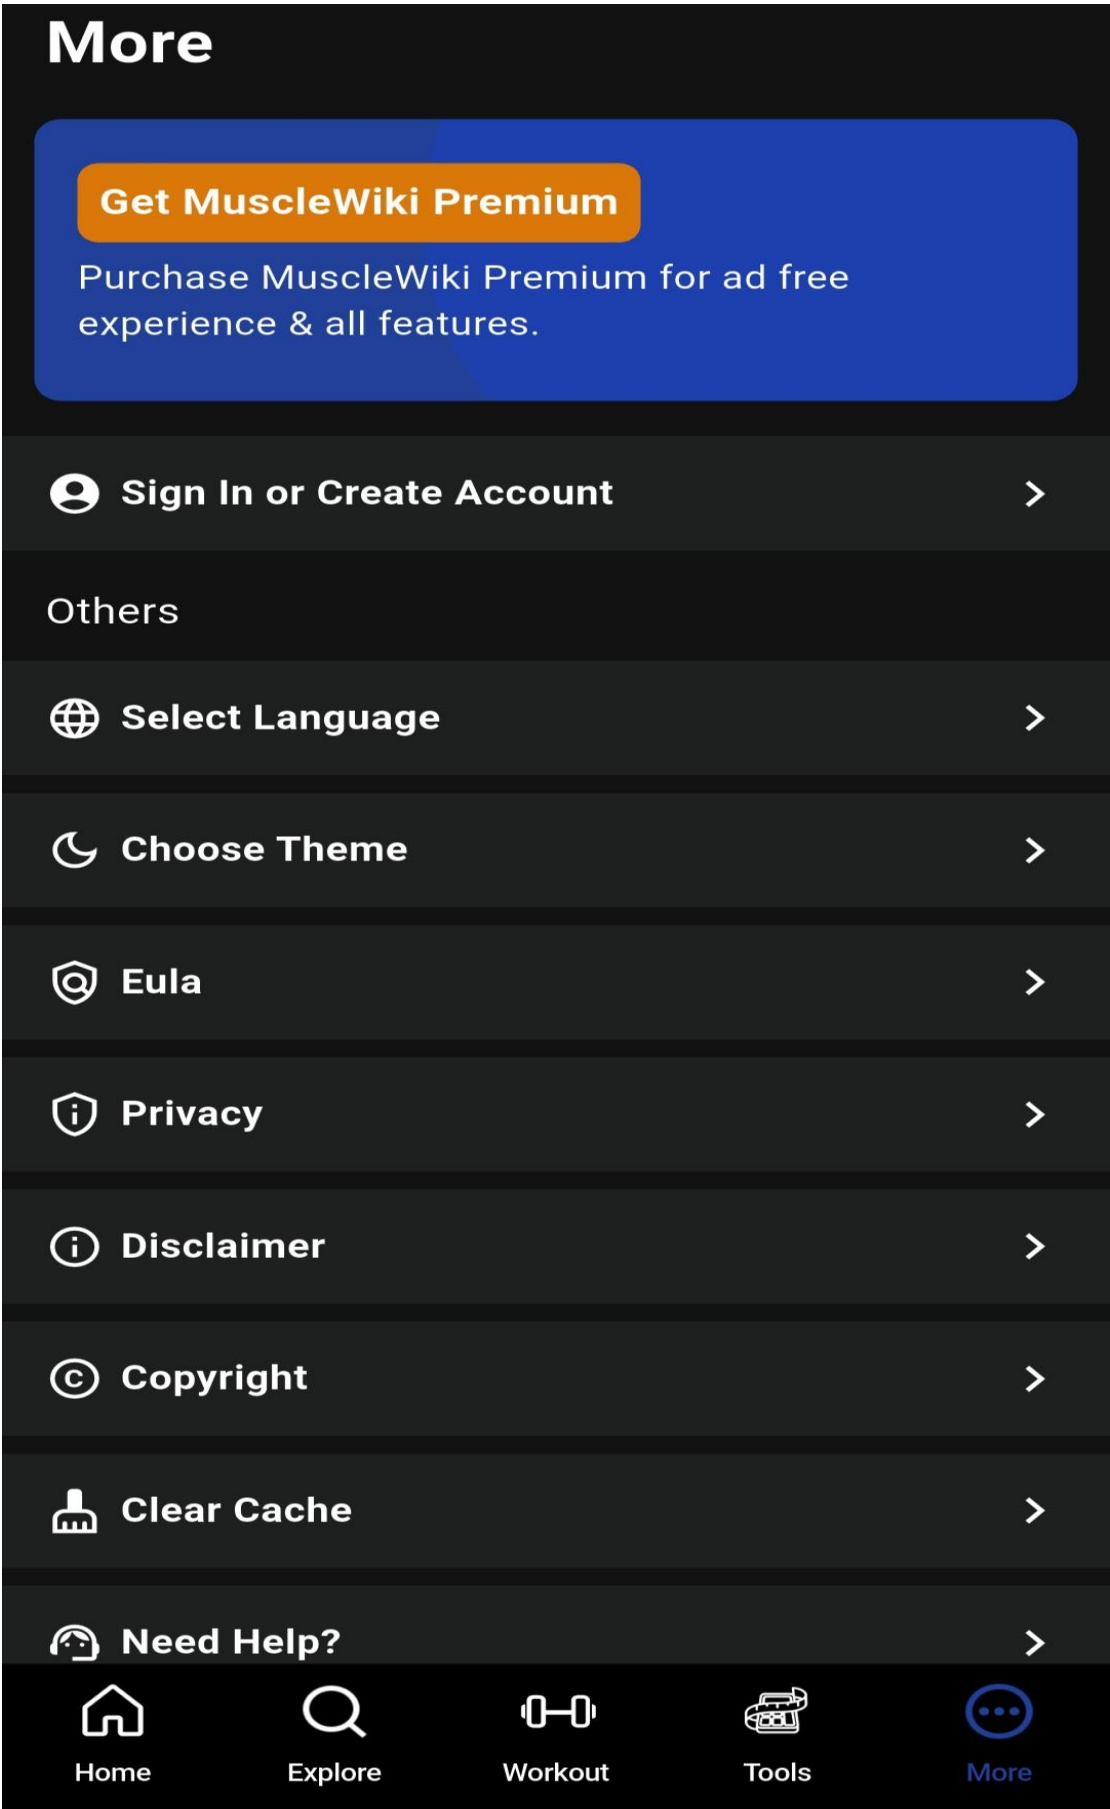 More
Get MuscleWiki Premium
Purchase MuscleWiki Premium for ad free
experience & all features.
Sign In or Create Account
Others
Select Language
Choose Theme
Eula
Privacy
Disclaimer
Copyright
Clear Cache
Need Help?
Home
Explore
Workout
Tools
More